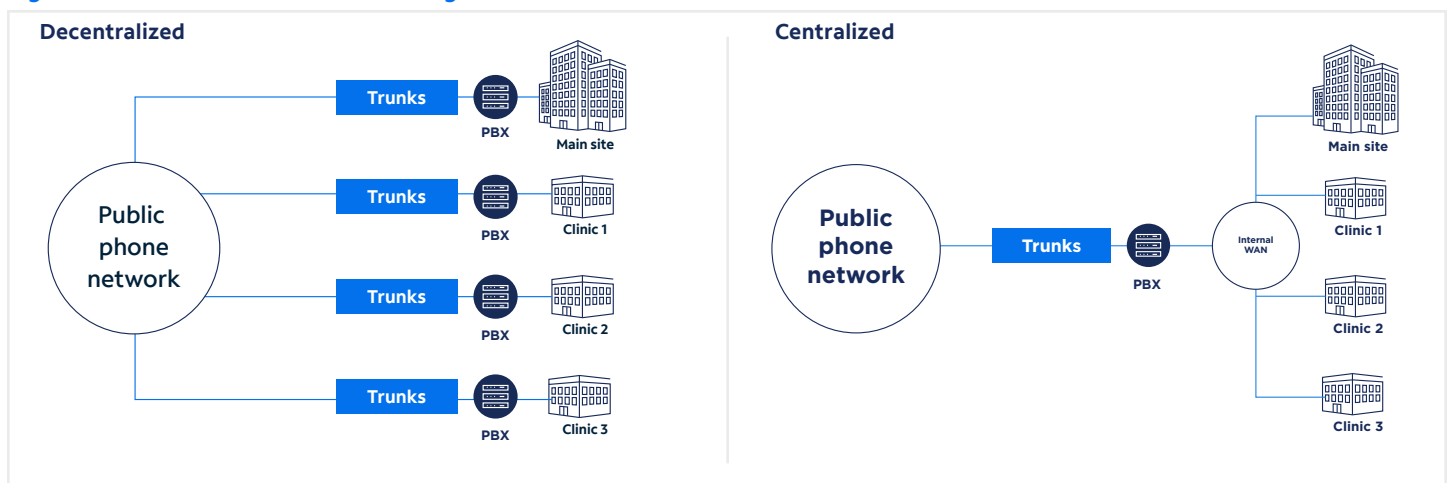 Decentralized
Trunks
PBX
Main site
Public
phone
network
Trunks
PBX
Clinic 1
Trunks
PBX
Clinic 2
Trunks
PBX
Clinic 3
Centralized
Public
phone
network
Trunks
PBX
Internal
WAN
Main site
Clinic 1
Clinic 2
Clinic 3